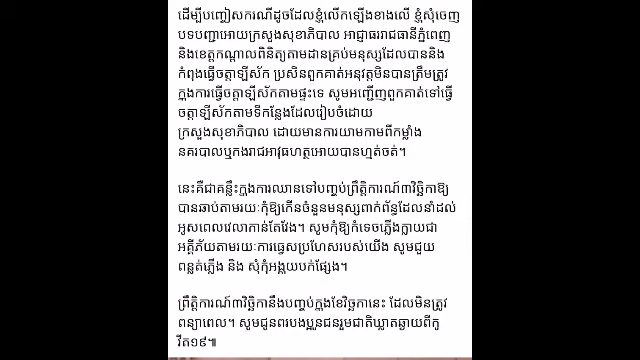 ដើម្បីបញ្ចៀសករណីដូចដែលខ្ញុំលើកឡើងខាងលើ ខ្ញុំសុំចេញ
បទបញ្ជាអោយក្រសួងសុខាភិបាល អាជ្ញាធររាជធានីភ្នំពេញ
និងខេត្តកណ្តាលពិនិត្យតាមដានគ្រប់មនុស្សដែលបាននិង
កំពុងធ្វើចត្តាឡីស័ក ប្រសិនពួកគាត់អនុវត្តមិនបានត្រឹមត្រូវ
ក្នុងការធ្វើចត្តាឡីស័កតាមផ្ទះទេ សូមអញ្ជើញពួកគាត់ទៅធ្វើ
ចត្តាឡីស័កតាមទីកន្លែងដែលរៀបចំដោយ
ក្រសួងសុខាភិបាល ដោយមានការយាមកាមពីកម្លាំង
នគរបាលឬកងរាជអាវុធហត្ថអោយបានហ្មត់ចត់។
នេះគឺជាគន្លឹះក្នុងការឈានទៅបញ្ចប់ព្រឹត្តិការណ៍៣វិច្ឆិកាឱ្យ
បានឆាប់តាមរយៈកុំឱ្យកើនចំនួនមនុស្សពាក់ព័ន្ធដែលនាំដល់
អូសពេលវេលាកាន់តែវែង។ សូមកុំឱ្យកំទេចភ្លើងក្លាយជា
អគ្គីភ័យតាមរយៈការធ្វេសប្រហែសរបស់យើង សូមជួយ
ពន្លត់ភ្លើង និង សុំកុំអង្គុយបក់ផ្សែង។
ព្រឹត្តិការណ៍៣វិច្ឆិកានឹងបញ្ចប់ក្នុងខែវិច្ឆកានេះ ដែលមិនត្រូវ
ពន្យាពេល។ សូមជូនពរបងប្អូនជនរួមជាតិឃ្លាតឆ្ងាយពីកូ
វីត១៩៕